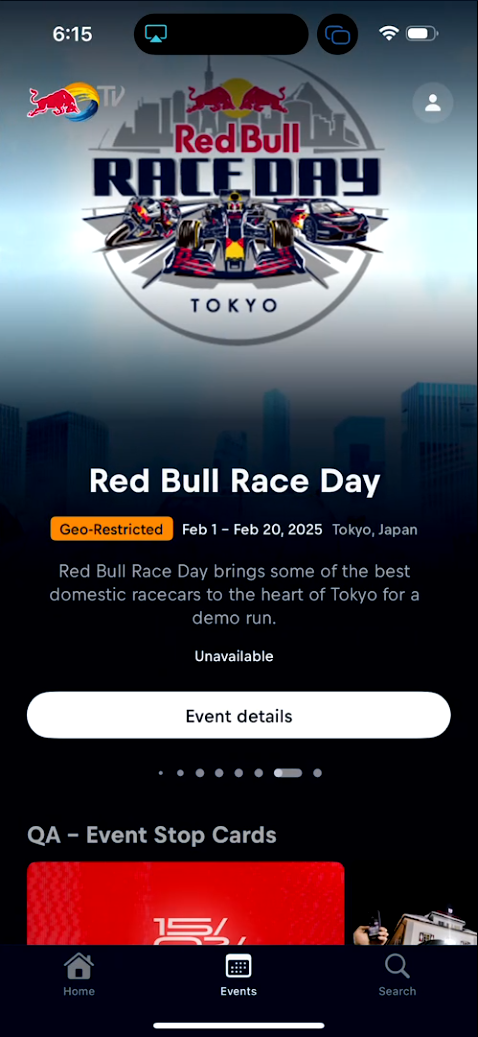 6:15
TV
Red Bull
RACE DAY
TOKYO
Red Bull Race Day
Geo-Restricted Feb 1 – Feb 20, 2025 Tokyo, Japan
Red Bull Race Day brings some of the best
domestic racecars to the heart of Tokyo for a
demo run.
Unavailable
Event details
QA – Event Stop Cards
15/
Home
Events
Search